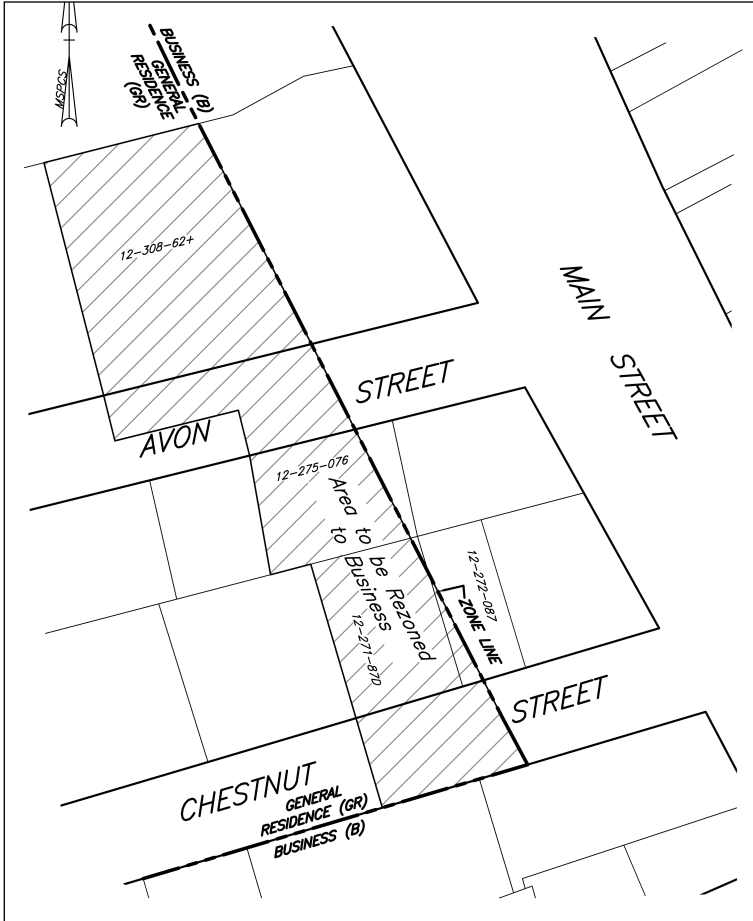 MSPCS
BUSINESS (B)
GENERAL
RESIDENCE
(GR)
12-308-62+
MAIN STREET
AVON STREET
12-275-076
Area to be Rezoned
to Business
12-271-87D
12-272-087
ZONE LINE
CHESTNUT STREET
GENERAL
RESIDENCE (GR)
BUSINESS (B)